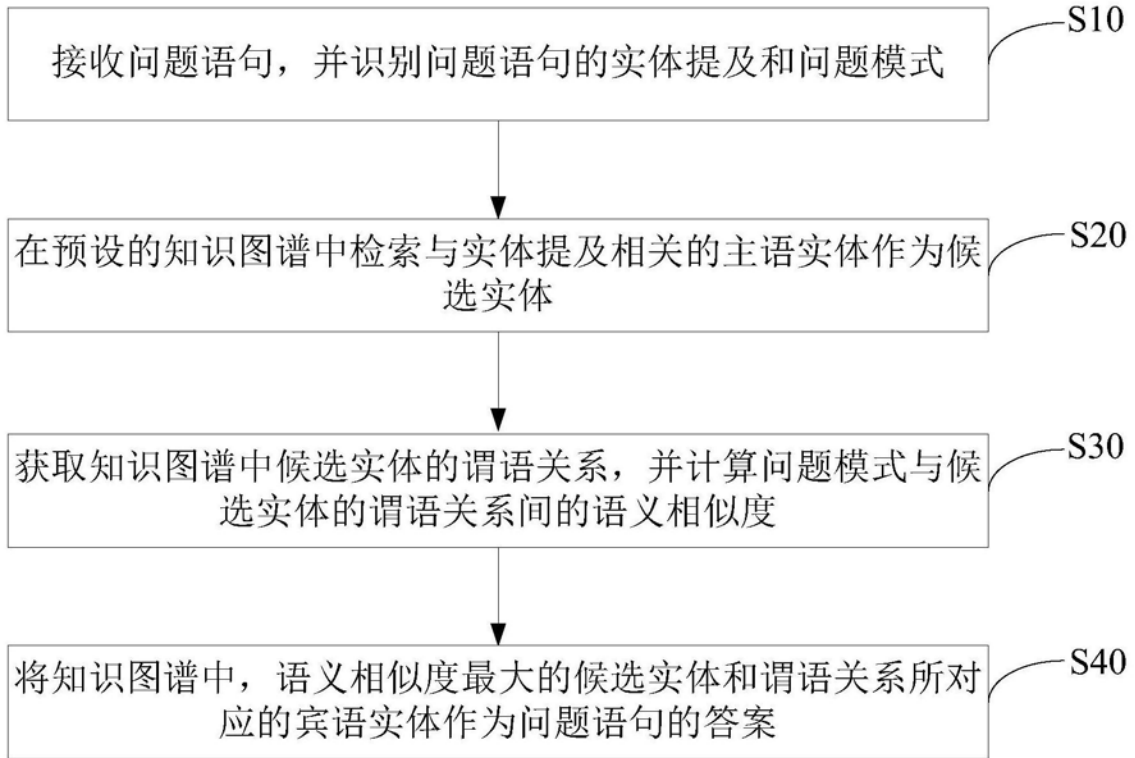 接收问题语句，并识别问题语句的实体提及和问题模式
S10
在预设的知识图谱中检索与实体提及相关的主语实体作为候
选实体
S20
获取知识图谱中候选实体的谓语关系，并计算问题模式与候
选实体的谓语关系间的语义相似度
S30
将知识图谱中，语义相似度最大的候选实体和谓语关系所对
应的宾语实体作为问题语句的答案
S40